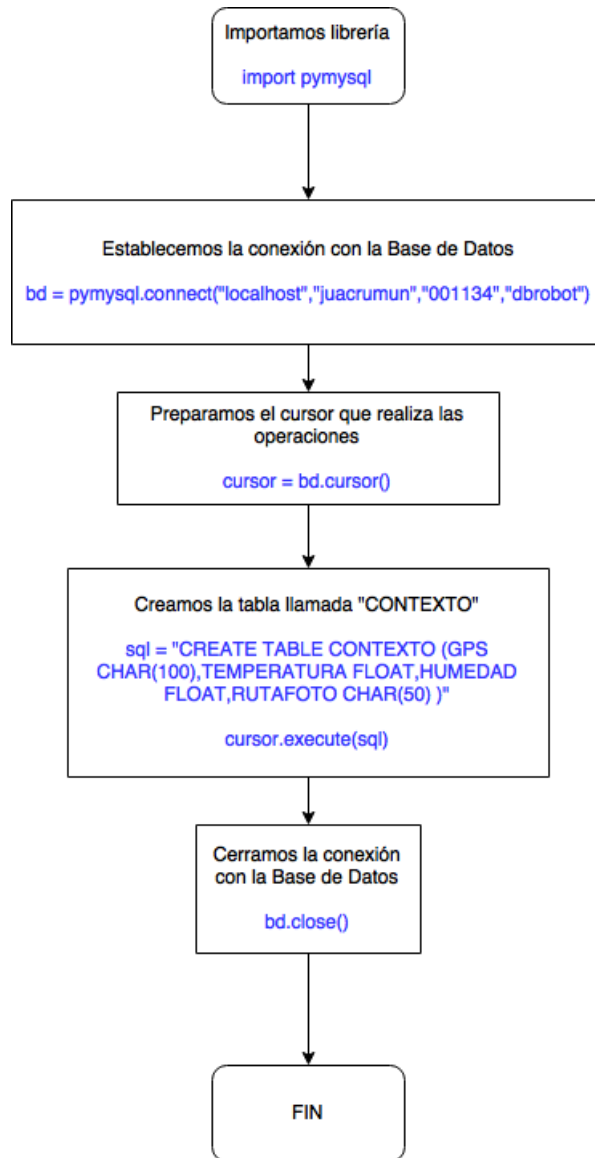 Importamos librería
import pymysql
Establecemos la conexión con la Base de Datos
bd = pymysql.connect("localhost","juacrumun","001134","dbrobot")
Preparamos el cursor que realiza las
operaciones
cursor = bd.cursor()
Creamos la tabla llamada "CONTEXTO"
sql = "CREATE TABLE CONTEXTO (GPS
CHAR(100),TEMPERATURA FLOAT,HUMEDAD
FLOAT,RUTAFOTO CHAR(50) )"
cursor.execute(sql)
Cerramos la conexión
con la Base de Datos
bd.close()
FIN